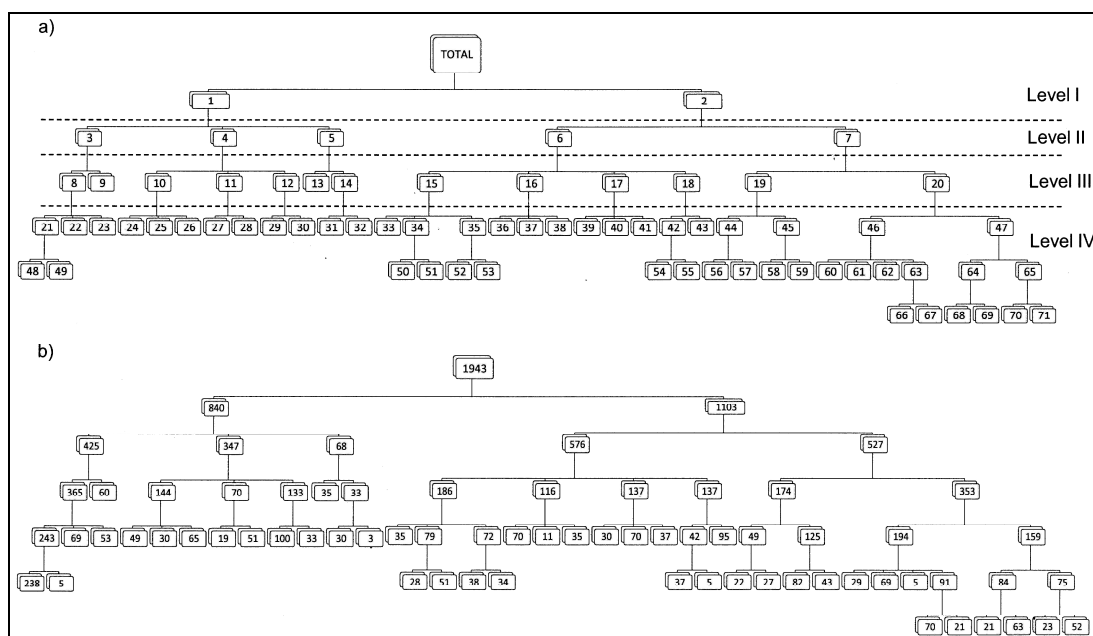 a)
TOTAL
1 2 Level I
3 4 5 6 7 Level II
8 9 10 11 12 13 14 15 16 17 18 19 20 Level III
21 22 23 24 25 26 27 28 29 30 31 32 33 34 35 36 37 38 39 40 41 42 43 44 45 46 47
Level IV
48 49 50 51 52 53 54 55 56 57 58 59 60 61 62 63 64 65
66 67 68 69 70 71
b)
1943
840 1103
425 347 68 576 527
365 60 144 70 133 35 33 186 116 137 137 174 353
243 69 53 49 30 65 19 51 100 33 30 3 35 79 72 70 11 35 30 70 37 42 95 49 125 194 159
238 5 28 51 38 34 37 5 22 27 82 43 29 69 5 91 84 75
70 21 21 63 23 52